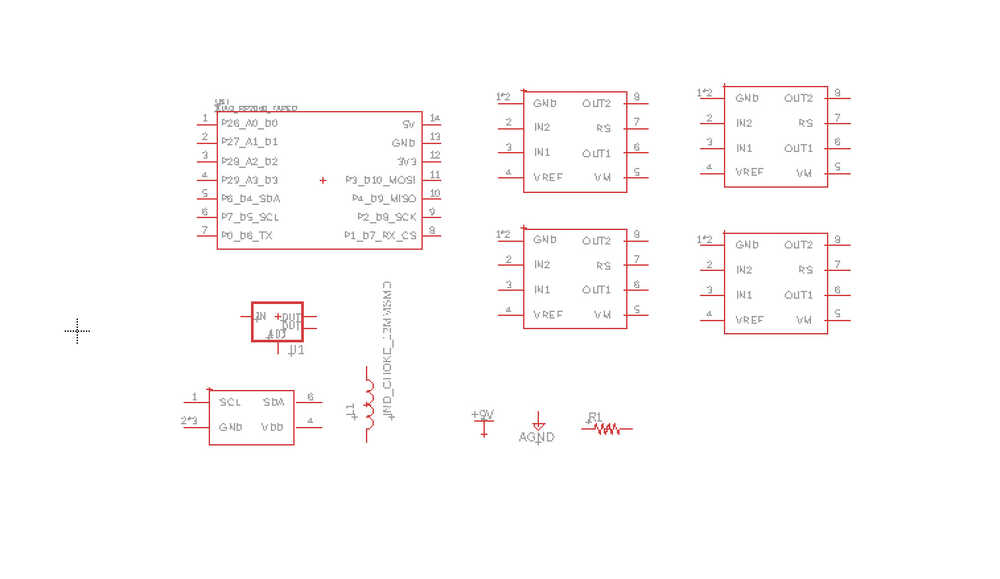 1 P26_A0_D0 5V 14
2 P27_A1_D1 GND 13
3 P28_A2_D2 3V3 12
4 P29_A3_D3 P3_D10_MOSI 11
5 P6_D4_SDA P4_D9_MISO 10
6 P7_D5_SCL P2_D8_SCK 9
7 P0_D6_TX P1_D7_RX_CS 8
1*2 GND OUT2 8
2 IN2 RS 7
3 IN1 OUT1 6
4 VREF VM 5
1*2 GND OUT2 8
2 IN2 RS 7
3 IN1 OUT1 6
4 VREF VM 5
1*2 GND OUT2 8
2 IN2 RS 7
3 IN1 OUT1 6
4 VREF VM 5
1*2 GND OUT2 8
2 IN2 RS 7
3 IN1 OUT1 6
4 VREF VM 5
IN OUT
OUT
ADJ
U1
1 SCL SDA 6
2*3 GND VDD 4
L1
+9V
AGND
R1